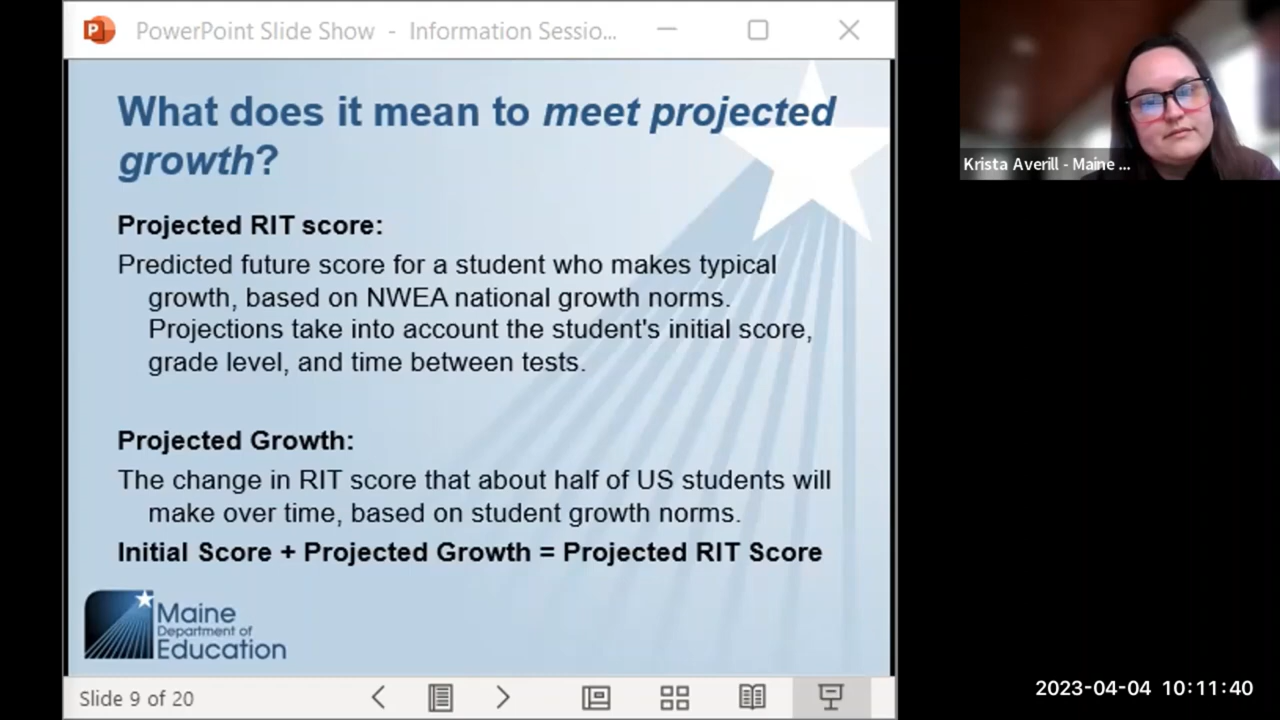 PowerPoint Slide Show - Information Sessio...
What does it mean to meet projected
growth?
Projected RIT score:
Predicted future score for a student who makes typical
growth, based on NWEA national growth norms.
Projections take into account the student's initial score,
grade level, and time between tests.
Projected Growth:
The change in RIT score that about half of US students will
make over time, based on student growth norms.
Initial Score + Projected Growth = Projected RIT Score
Maine
Department of
Education
Slide 9 of 20
Krista Averill - Maine ...
2023-04-04 10:11:40